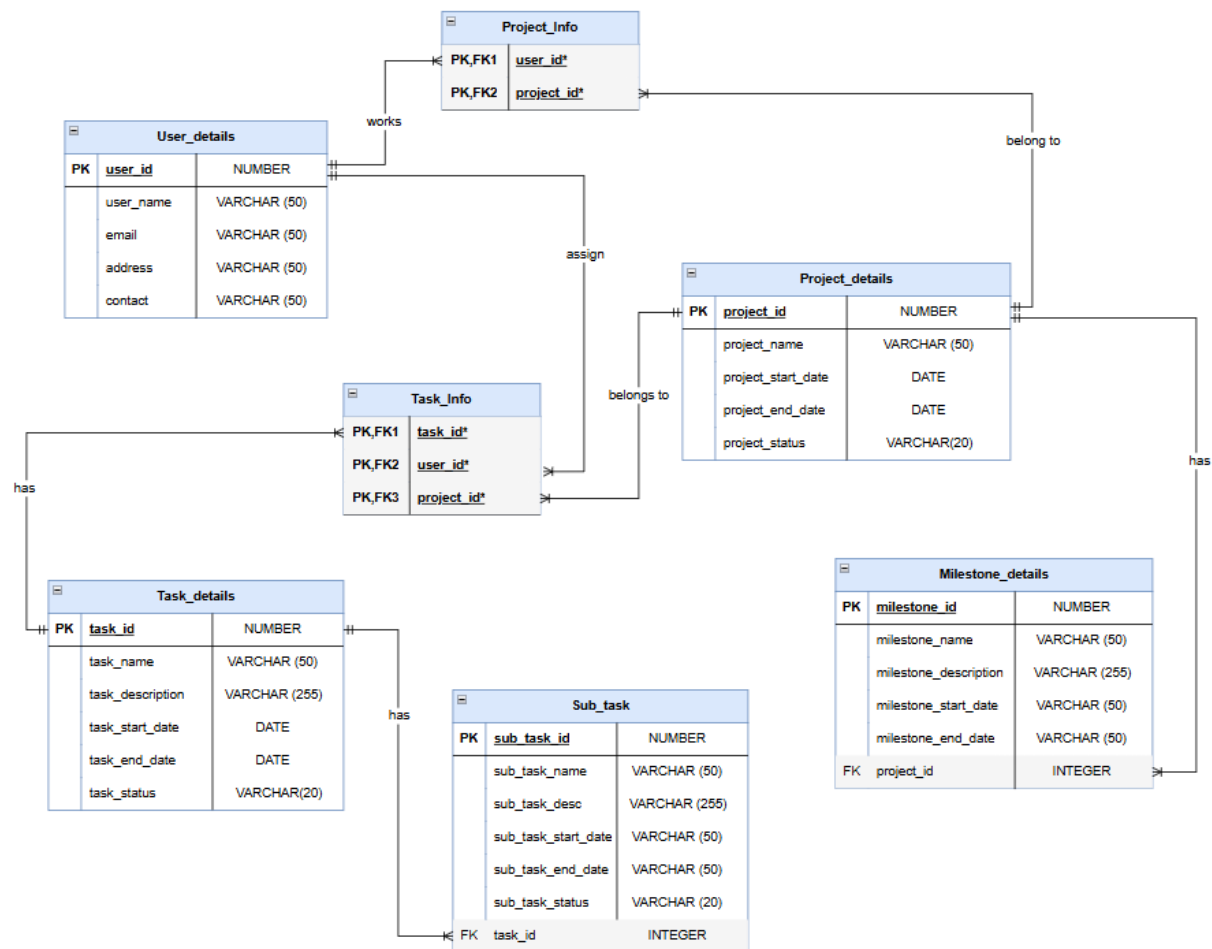 Project_Info
PK,FK1 user_id*
PK,FK2 project_id*
works
belong to
User_details
PK user_id NUMBER
user_name VARCHAR (50)
email VARCHAR (50)
address VARCHAR (50)
contact VARCHAR (50)
assign
Project_details
PK project_id NUMBER
project_name VARCHAR (50)
project_start_date DATE
project_end_date DATE
project_status VARCHAR(20)
belongs to
has
Task_Info
PK,FK1 task_id*
PK,FK2 user_id*
PK,FK3 project_id*
has
Task_details
PK task_id NUMBER
task_name VARCHAR (50)
task_description VARCHAR (255)
task_start_date DATE
task_end_date DATE
task_status VARCHAR(20)
has
Milestone_details
PK milestone_id NUMBER
milestone_name VARCHAR (50)
milestone_description VARCHAR (255)
milestone_start_date VARCHAR (50)
milestone_end_date VARCHAR (50)
FK project_id INTEGER
Sub_task
PK sub_task_id NUMBER
sub_task_name VARCHAR (50)
sub_task_desc VARCHAR (255)
sub_task_start_date VARCHAR (50)
sub_task_end_date VARCHAR (50)
sub_task_status VARCHAR (20)
FK task_id INTEGER